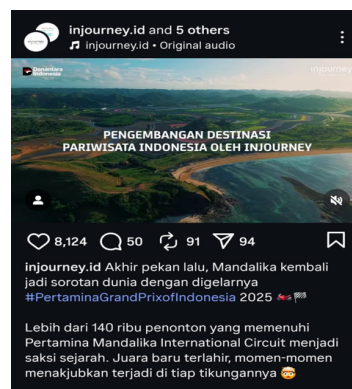 injourney.id and 5 others
injourney.id • Original audio
Danantara
Indonesia
injourney
PENGEMBANGAN DESTINASI
PARIWISATA INDONESIA OLEH INJOURNEY
8,124 50 91 94
injourney.id Akhir pekan lalu, Mandalika kembali
jadi sorotan dunia dengan digelarnya
#PertaminaGrandPrixofIndonesia 2025 🏍️🏁
Lebih dari 140 ribu penonton yang memenuhi
Pertamina Mandalika International Circuit menjadi
saksi sejarah. Juara baru terlahir, momen-momen
menakjubkan terjadi di tiap tikungannya 🤯